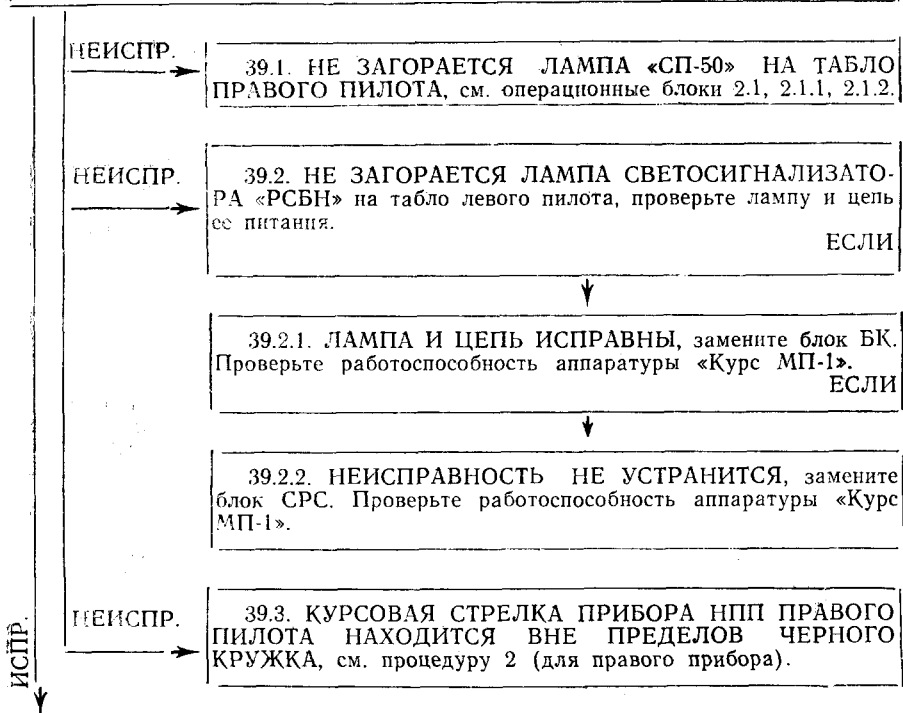 НЕИСПР.
39.1. НЕ ЗАГОРАЕТСЯ ЛАМПА «СП-50» НА ТАБЛО
ПРАВОГО ПИЛОТА, см. операционные блоки 2.1, 2.1.1, 2.1.2.
НЕИСПР.
39.2. НЕ ЗАГОРАЕТСЯ ЛАМПА СВЕТОСИГНАЛИЗАТО-
РА «РСБН» на табло левого пилота, проверьте лампу и цепь
ее питания.
ЕСЛИ
39.2.1. ЛАМПА И ЦЕПЬ ИСПРАВНЫ, замените блок БК.
Проверьте работоспособность аппаратуры «Курс МП-1».
ЕСЛИ
39.2.2. НЕИСПРАВНОСТЬ НЕ УСТРАНИТСЯ, замените
блок СРС. Проверьте работоспособность аппаратуры «Курс
МП-1».
НЕИСПР.
39.3. КУРСОВАЯ СТРЕЛКА ПРИБОРА НПП ПРАВОГО
ПИЛОТА НАХОДИТСЯ ВНЕ ПРЕДЕЛОВ ЧЕРНОГО
КРУЖКА, см. процедуру 2 (для правого прибора).
ИСПР.